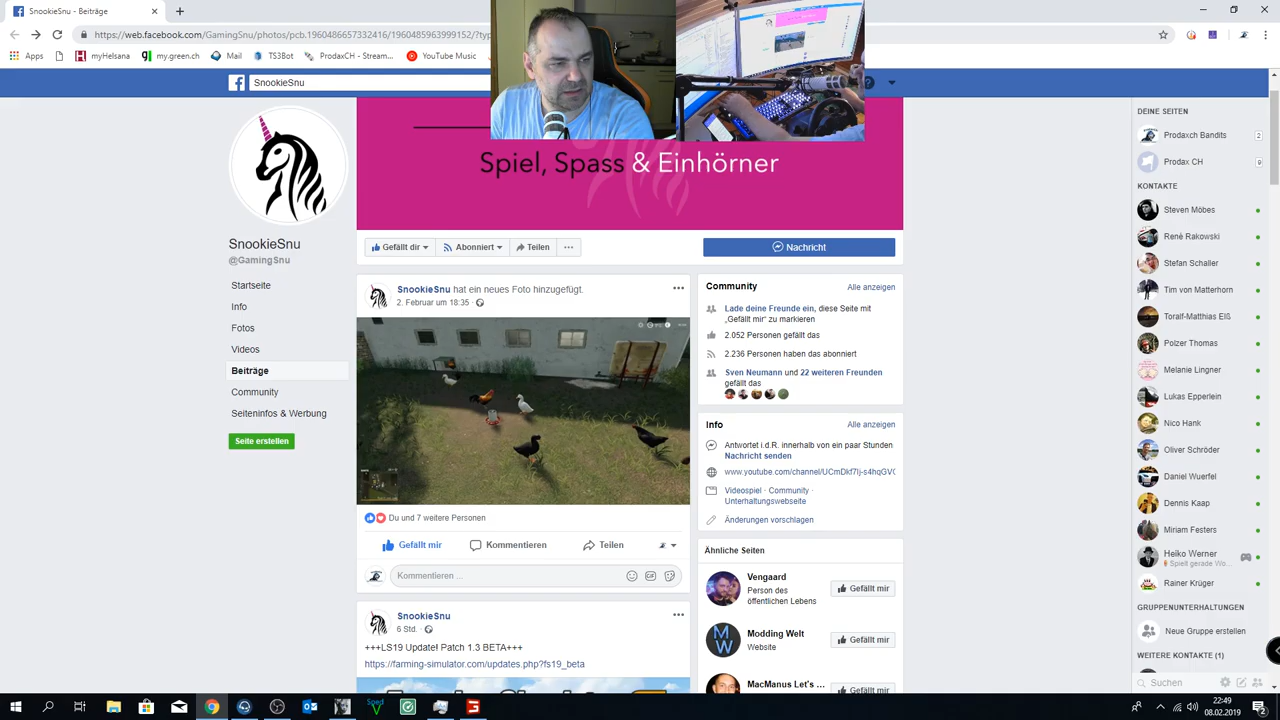 SnookieSnu - Beiträge
https://web.facebook.com/GamingSnu/photos/pcb.1960486657332416/1960485963999152/?typ
Apps
myHelsana
my.green.ch
Mail
TS3Bot
ProdaxCH - Stream...
YouTube Music
SnookieSnu
Spiel, Spass & Einhörner
SnookieSnu
@GamingSnu
Startseite
Info
Fotos
Videos
Beiträge
Community
Seiteninfos & Werbung
Seite erstellen
Gefällt dir
Abonniert
Teilen
Nachricht
SnookieSnu hat ein neues Foto hinzugefügt.
2. Februar um 18:35
Du und 7 weitere Personen
Gefällt mir
Kommentieren
Teilen
Kommentieren ...
SnookieSnu
6 Std.
+++LS19 Update! Patch 1.3 BETA+++
https://farming-simulator.com/updates.php?fs19_beta
Community
Alle anzeigen
Lade deine Freunde ein, diese Seite mit
„Gefällt mir“ zu markieren
2.052 Personen gefällt das
2.236 Personen haben das abonniert
Sven Neumann und 22 weiteren Freunden
gefällt das
Info
Alle anzeigen
Antwortet i.d.R. innerhalb von ein paar Stunden
Nachricht senden
Videospiel · Community ·
Unterhaltungswebseite
Änderungen vorschlagen
Ähnliche Seiten
Vengaard
Person des
öffentlichen Lebens
Gefällt mir
Modding Welt
Website
Gefällt mir
MacManus Let's ...
Gefällt mir
DEINE SEITEN
Prodaxch Bandits
2
Prodax CH
9
KONTAKTE
Steven Möbes
Renè Rakowski
Stefan Schaller
Tim von Matterhorn
Toralf-Matthias Elß
Polzer Thomas
Melanie Lingner
Lukas Epperlein
Nico Hank
Oliver Schröder
Daniel Wuerfel
Dennis Kaap
Miriam Festers
Heiko Werner
Spielt gerade Wo...
Rainer Krüger
GRUPPENUNTERHALTUNGEN
Neue Gruppe erstellen
WEITERE KONTAKTE (1)
Suchen
22:49
08.02.2019